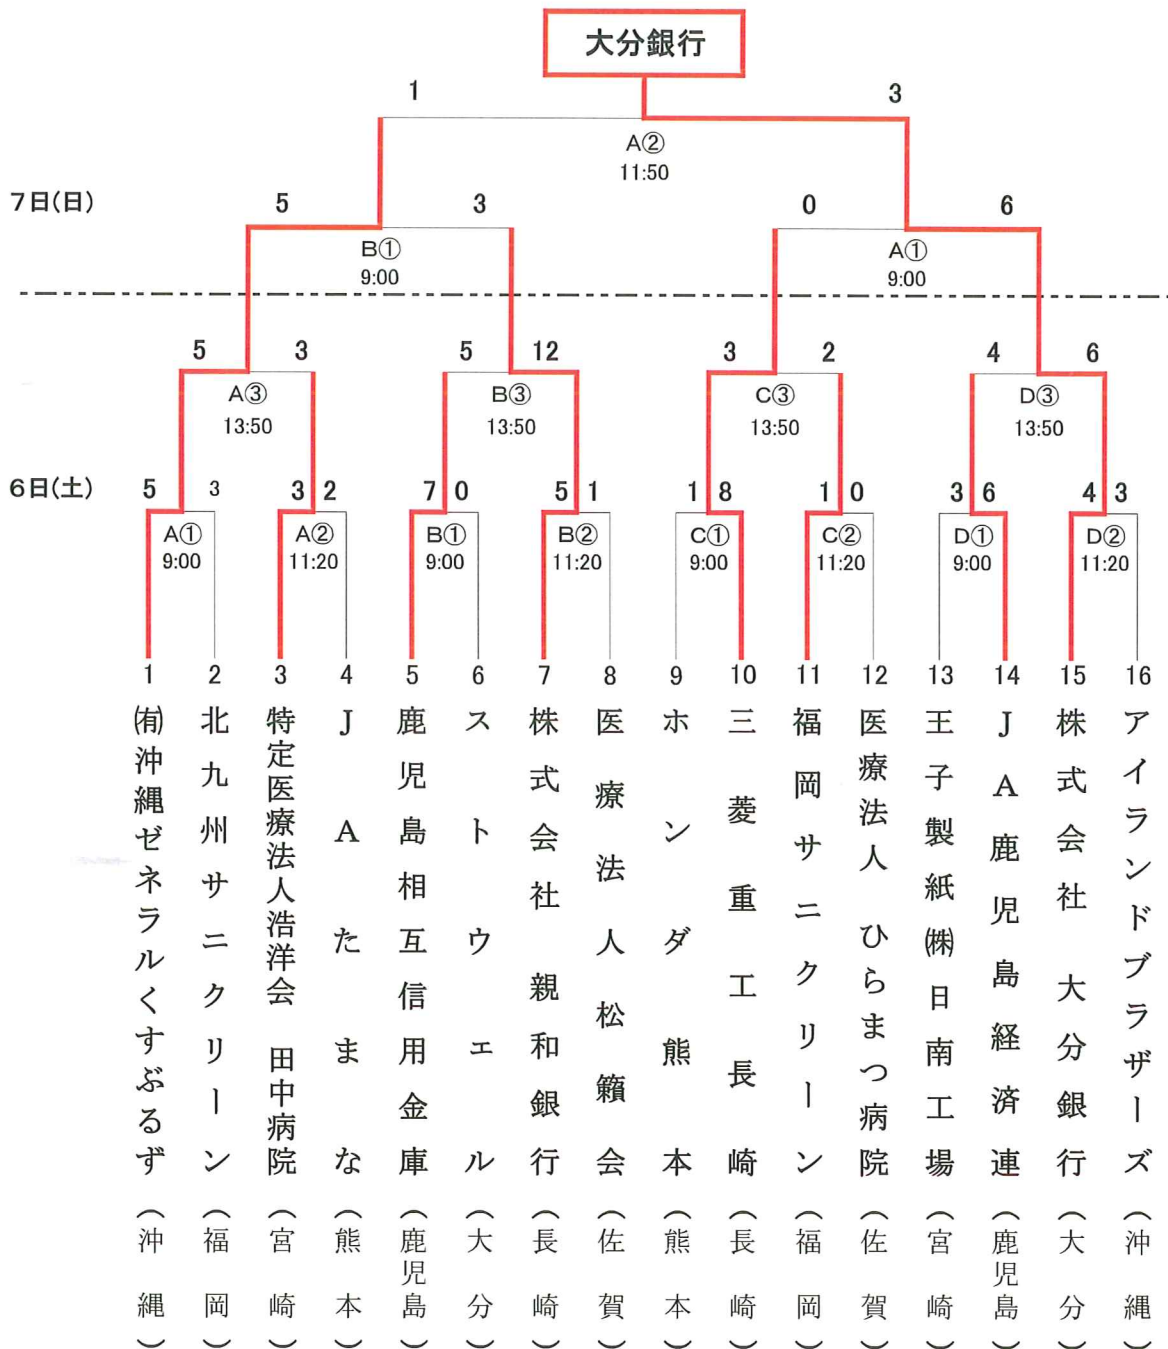 大分銀行
1 3
A②
11:50
7日(日)
5 3 0 6
B① A①
9:00 9:00
5 3 5 12 3 2 4 6
A③ B③ C③ D③
13:50 13:50 13:50 13:50
6日(土)
5 3 3 2 7 0 5 1 1 8 1 0 3 6 4 3
A① A② B① B② C① C② D① D②
9:00 11:20 9:00 11:20 9:00 11:20 9:00 11:20
1 2 3 4 5 6 7 8 9 10 11 12 13 14 15 16
㈲沖縄ゼネラルくすぶるず(沖縄)
北九州サニクリーン(福岡)
特定医療法人浩洋会 田中病院(宮崎)
JAたまな(熊本)
鹿児島相互信用金庫(鹿児島)
ストウェル(大分)
株式会社 親和銀行(長崎)
医療法人松籟会(佐賀)
ホンダ熊本(熊本)
三菱重工長崎(長崎)
福岡サニクリーン(福岡)
医療法人 ひらまつ病院(佐賀)
王子製紙㈱日南工場(宮崎)
JA鹿児島経済連(鹿児島)
株式会社 大分銀行(大分)
アイランドブラザーズ(沖縄)